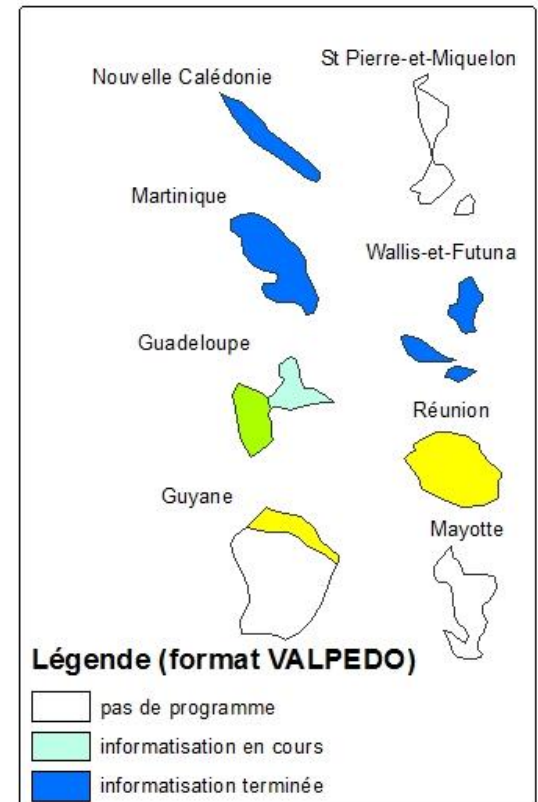 St Pierre-et-Miquelon
Nouvelle Calédonie
Martinique
Wallis-et-Futuna
Guadeloupe
Réunion
Guyane
Mayotte
Légende (format VALPEDO)
pas de programme
informatisation en cours
informatisation terminée